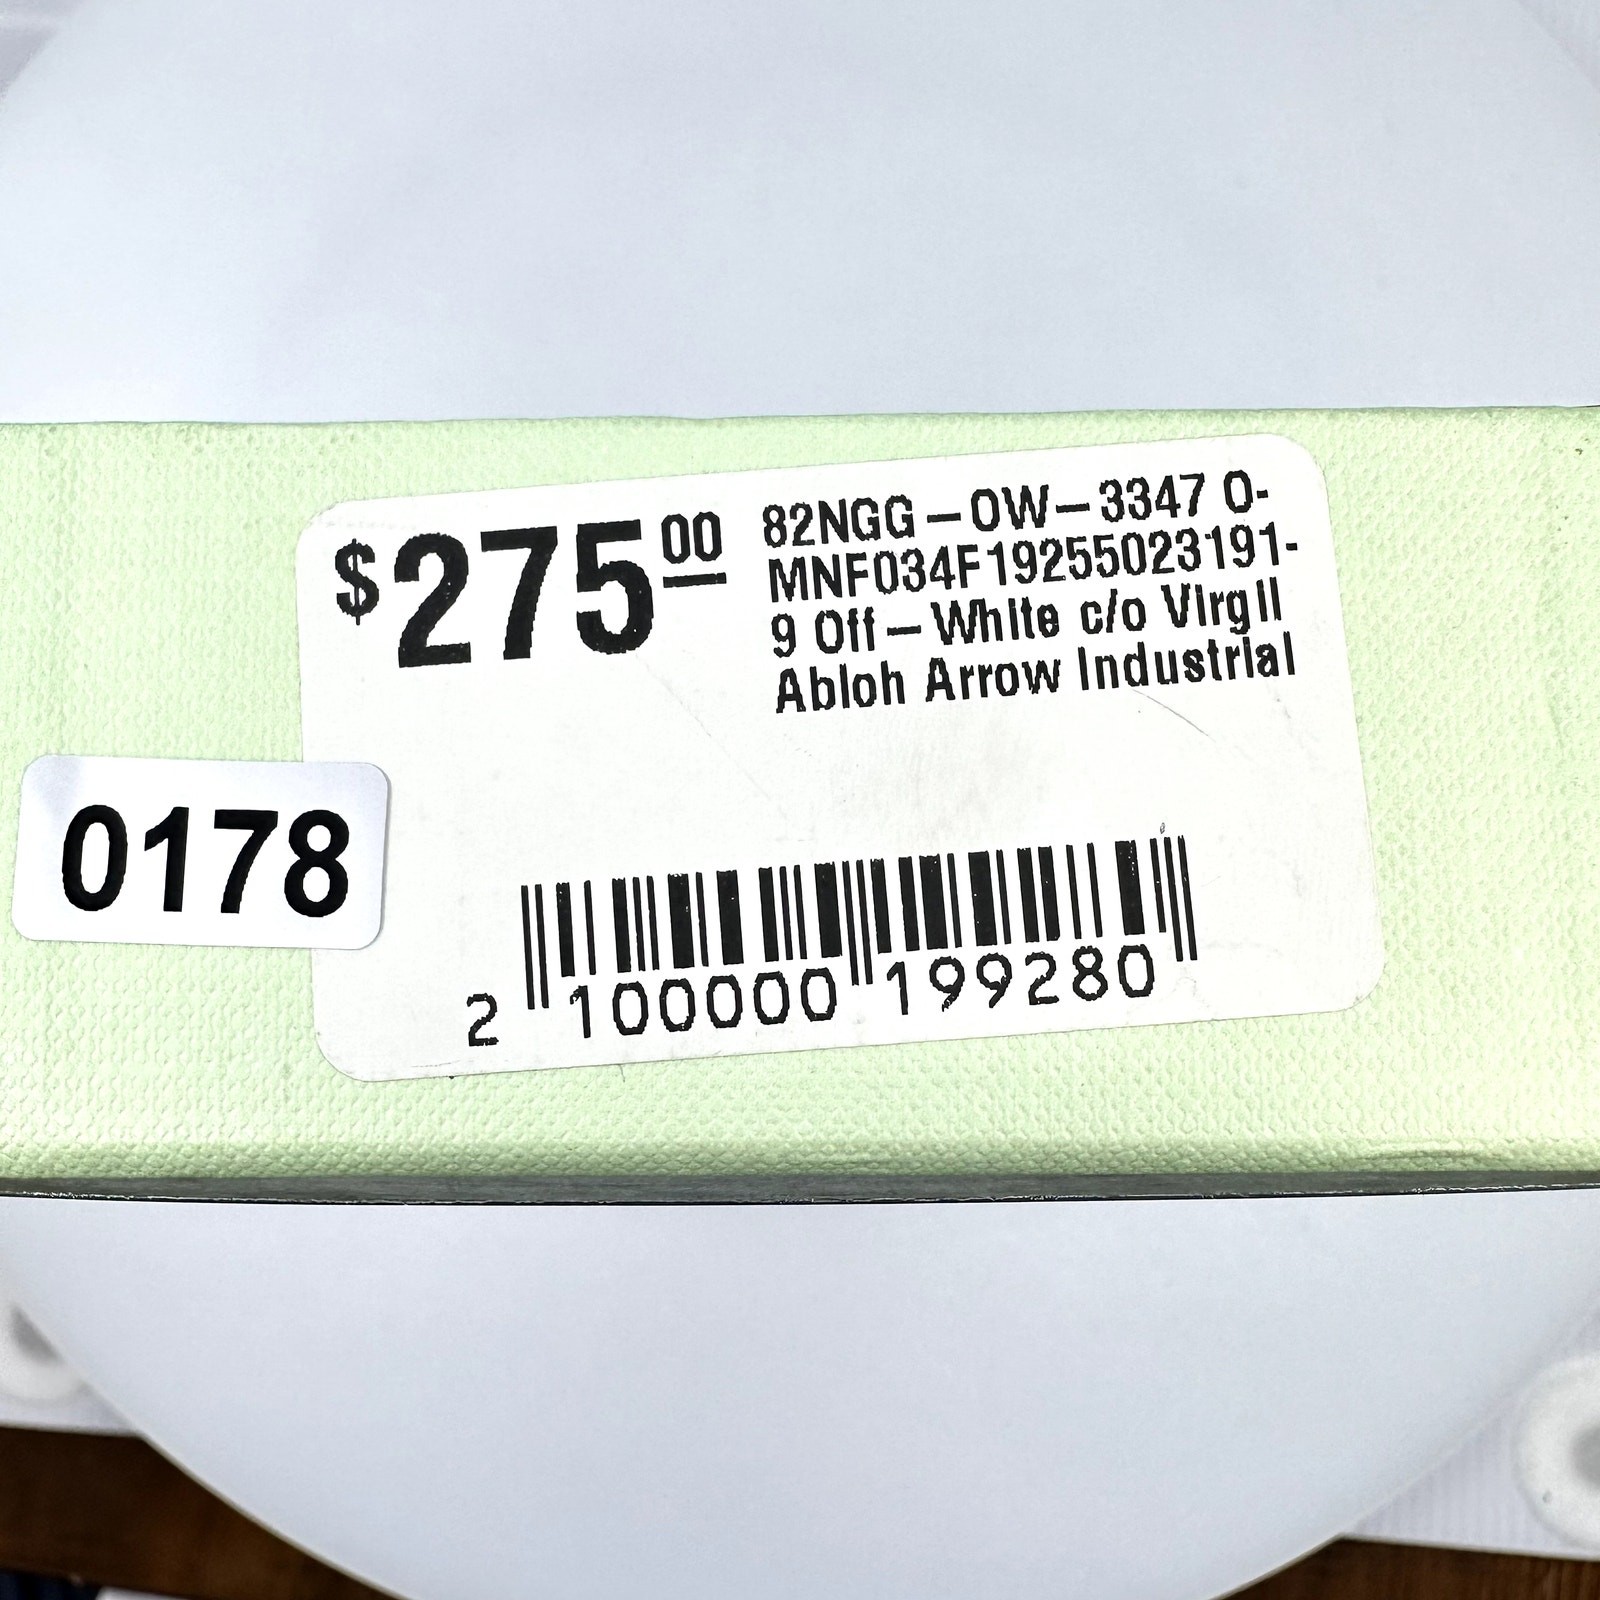 $275.00
82NGG-OW-3347 O-
MNF034F19255023191-
9 Off-White c/o Virgil
Abloh Arrow Industrial
0178
2 100000 199280